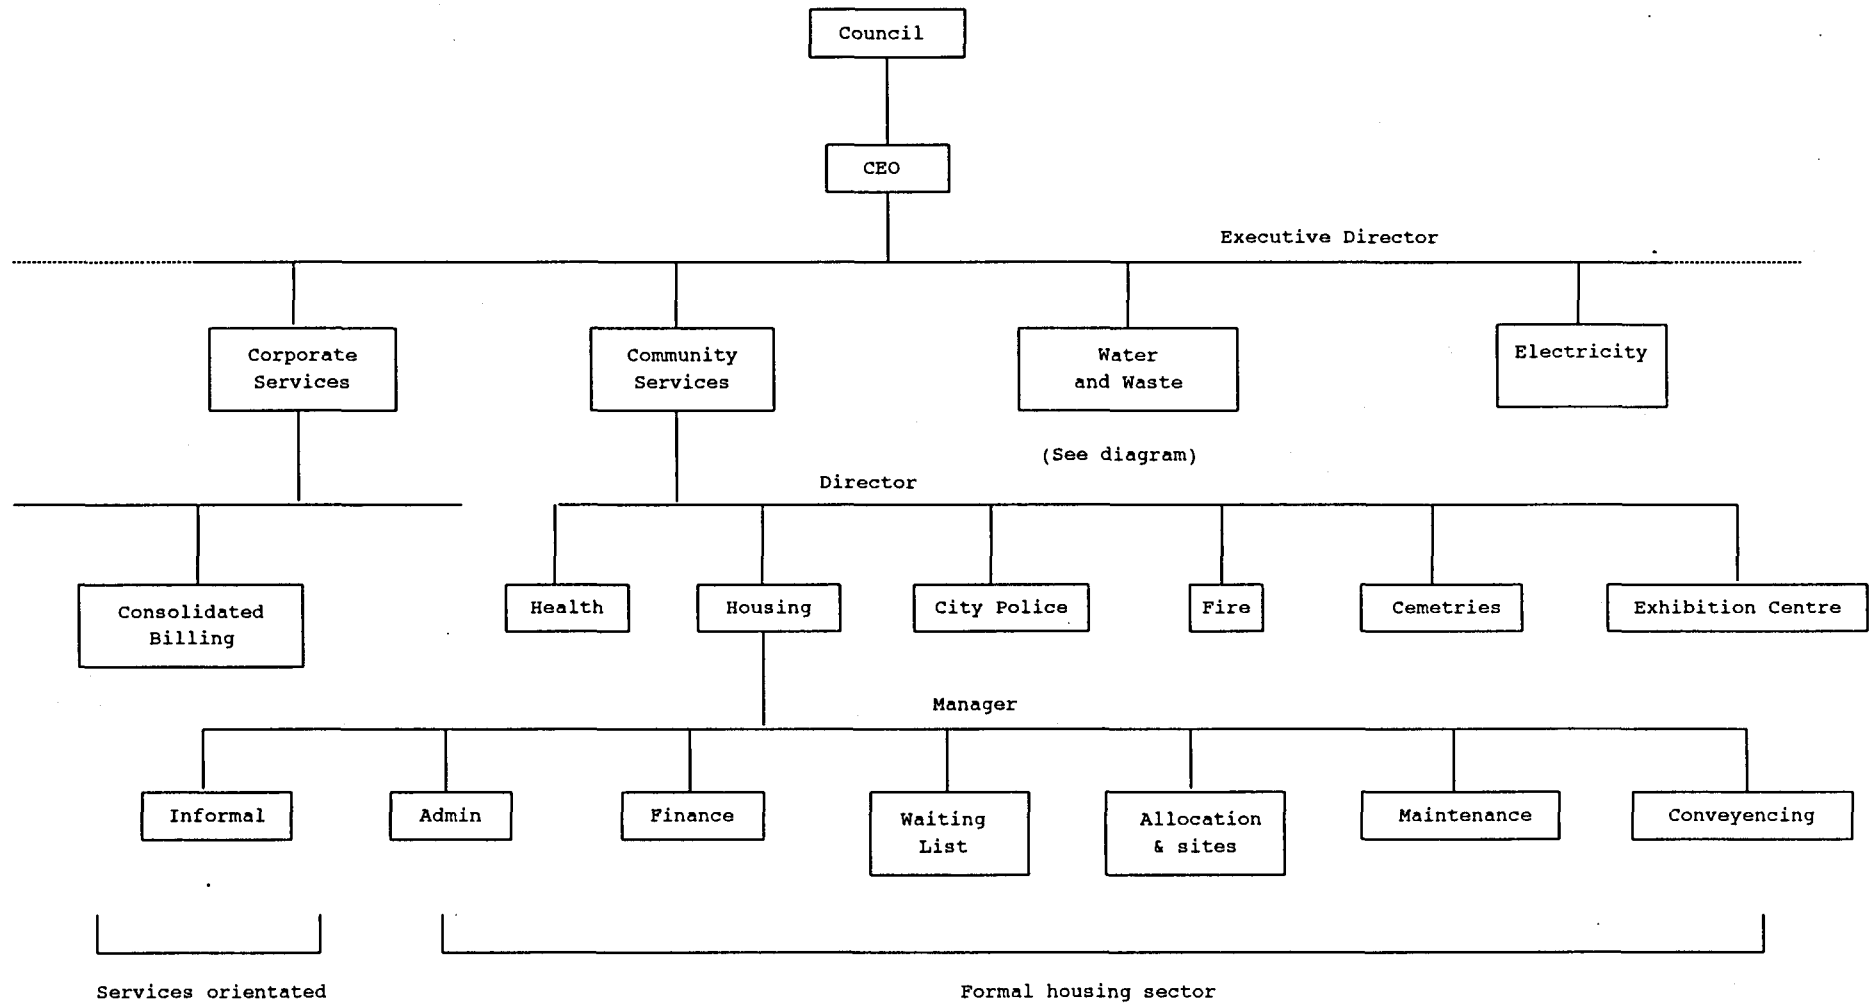 Council
CEO
Executive Director
Corporate
Services
Community
Services
Water
and Waste
Electricity
(See diagram)
Director
Consolidated
Billing
Health
Housing
City Police
Fire
Cemetries
Exhibition Centre
Manager
Informal
Admin
Finance
Waiting
List
Allocation
& sites
Maintenance
Conveyencing
Services orientated
Formal housing sector